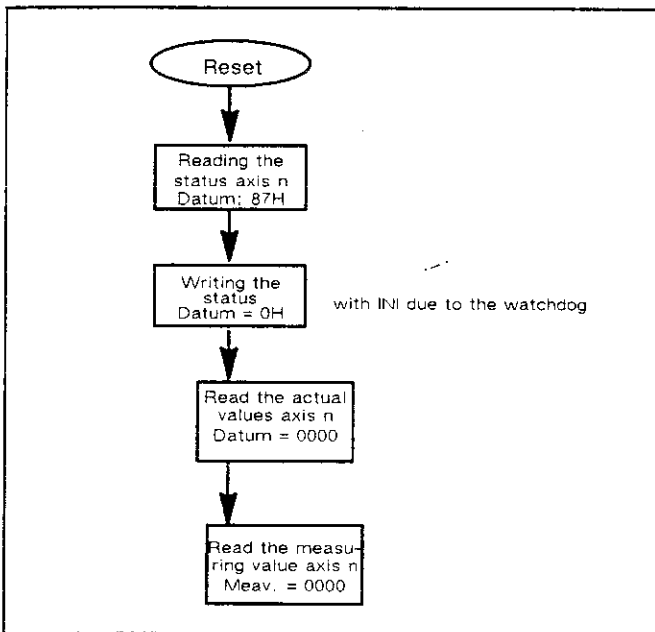 Reset
Reading the
status axis n
Datum: 87H
Writing the
status
Datum = 0H
with INI due to the watchdog
Read the actual
values axis n
Datum = 0000
Read the measu-
ring value axis n
Meav. = 0000